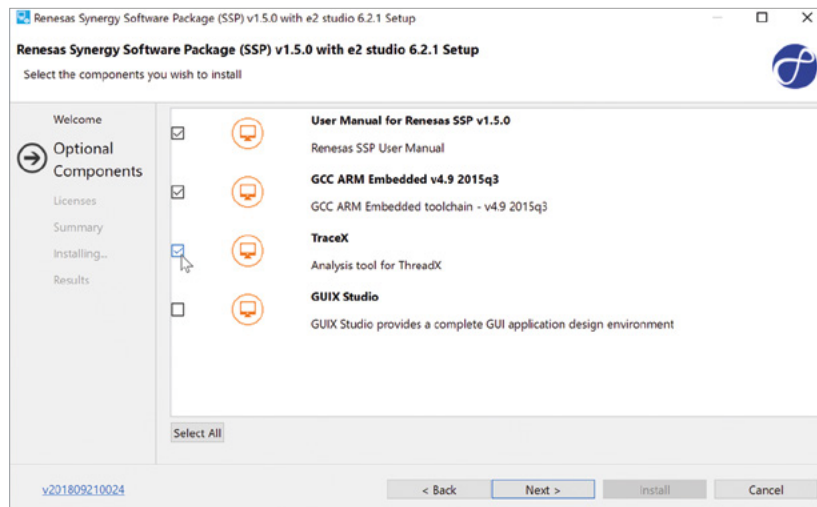 Renesas Synergy Software Package (SSP) v1.5.0 with e2 studio 6.2.1 Setup
Renesas Synergy Software Package (SSP) v1.5.0 with e2 studio 6.2.1 Setup
Select the components you wish to install
Welcome
Optional
Components
Licenses
Summary
Installing...
Results
User Manual for Renesas SSP v1.5.0
Renesas SSP User Manual
GCC ARM Embedded v4.9 2015q3
GCC ARM Embedded toolchain - v4.9 2015q3
TraceX
Analysis tool for ThreadX
GUIX Studio
GUIX Studio provides a complete GUI application design environment
Select All
v201809210024
< Back
Next >
Install
Cancel